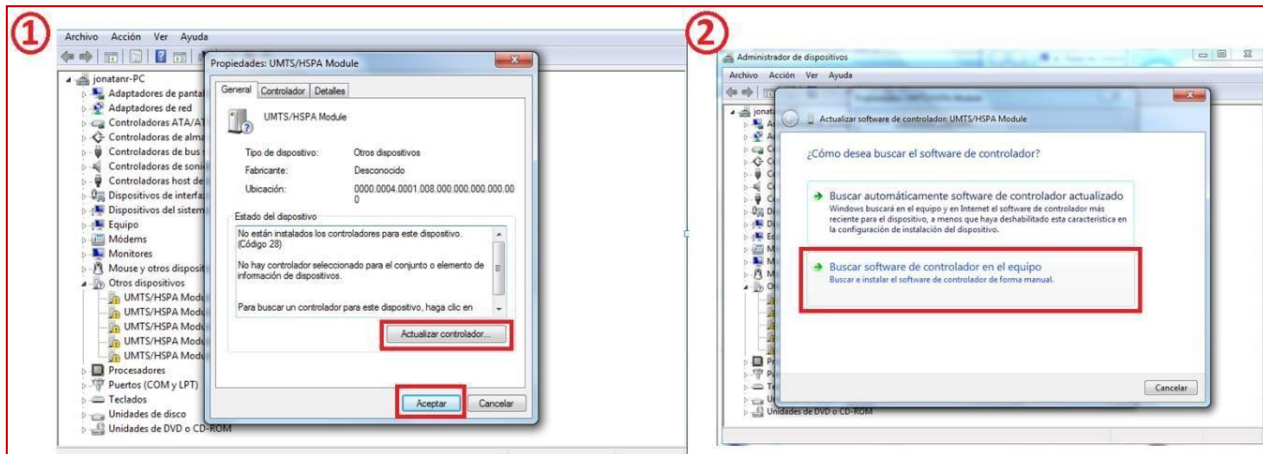 ①
Archivo Acción Ver Ayuda
jonatanr-PC
Adaptadores de pantal
Adaptadores de red
Controladoras ATA/AT
Controladoras de alma
Controladoras de bus
Controladoras de soni
Controladoras host de
Dispositivos de interfa
Dispositivos del sistem
Equipo
Módems
Monitores
Mouse y otros disposit
Otros dispositivos
UMTS/HSPA Modu
UMTS/HSPA Modu
UMTS/HSPA Modu
UMTS/HSPA Modu
UMTS/HSPA Modu
Procesadores
Puertos (COM y LPT)
Teclados
Unidades de disco
Unidades de DVD o CD-ROM
Propiedades: UMTS/HSPA Module
General Controlador Detalles
UMTS/HSPA Module
Tipo de dispositivo: Otros dispositivos
Fabricante: Desconocido
Ubicación: 0000.0004.0001.008.000.000.000.000.00
0
Estado del dispositivo
No están instalados los controladores para este dispositivo.
(Código 28)
No hay controlador seleccionado para el conjunto o elemento de
información de dispositivos.
Para buscar un controlador para este dispositivo, haga clic en
Actualizar controlador...
Aceptar Cancelar
②
Administrador de dispositivos
Archivo Acción Ver Ayuda
jonat
Actualizar software de controlador: UMTS/HSPA Module
¿Cómo desea buscar el software de controlador?
Buscar automáticamente software de controlador actualizado
Windows buscará en el equipo y en Internet el software de controlador más
reciente para el dispositivo, a menos que haya deshabilitado esta característica en
la configuración de instalación del dispositivo.
Buscar software de controlador en el equipo
Buscar e instalar el software de controlador de forma manual.
Cancelar
Unidades de DVD o CD-ROM